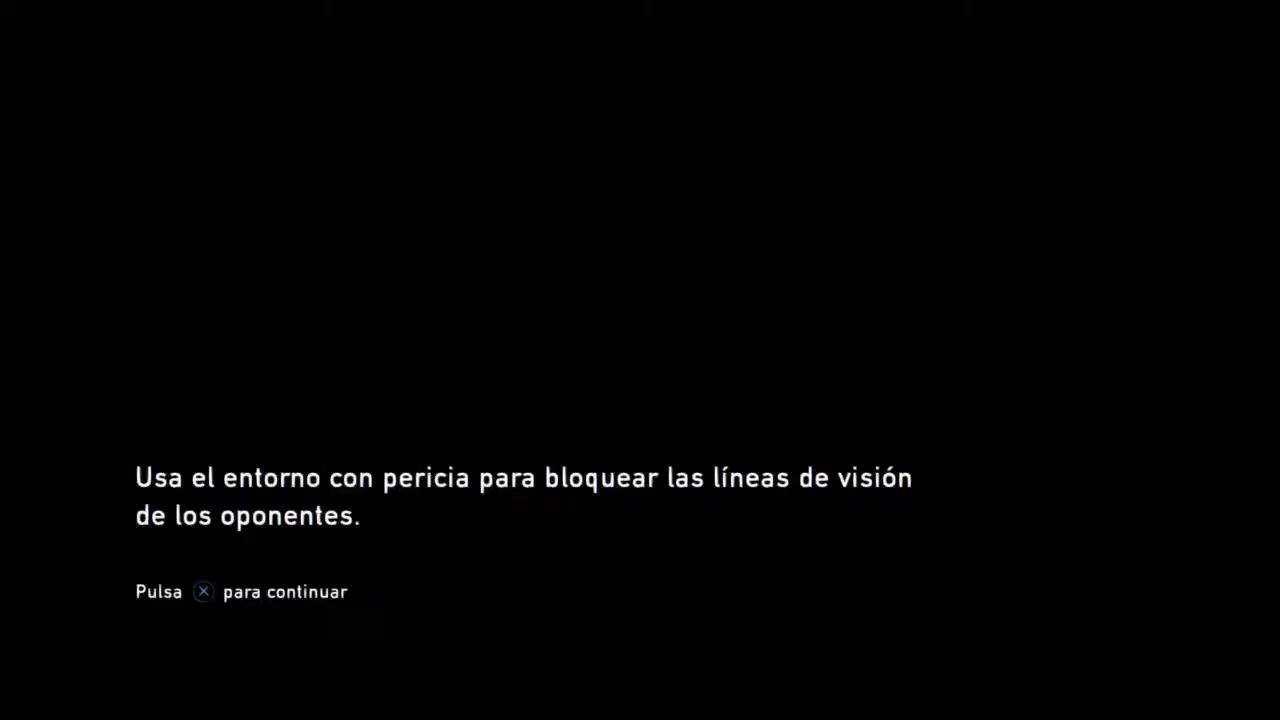 Usa el entorno con pericia para bloquear las líneas de visión
de los oponentes.
Pulsa ⓧ para continuar